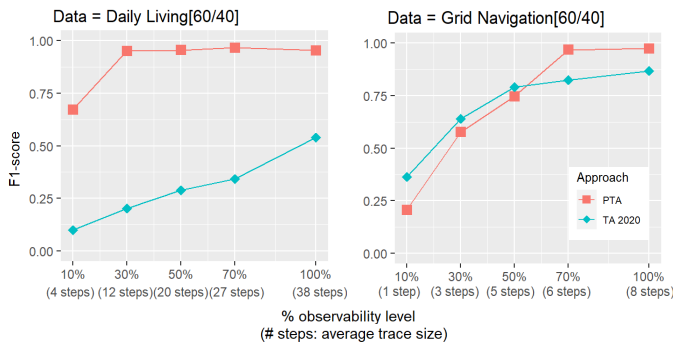 Data = Daily Living[60/40]
1.00
0.75
0.50
0.25
0.00
F1-score
10% 30% 50% 70% 100%
(4 steps) (12 steps) (20 steps) (27 steps) (38 steps)
Data = Grid Navigation[60/40]
1.00
0.75
0.50
0.25
0.00
Approach
PTA
TA 2020
10% 30% 50% 70% 100%
(1 step) (3 steps) (5 steps) (6 steps) (8 steps)
% observability level
(# steps: average trace size)